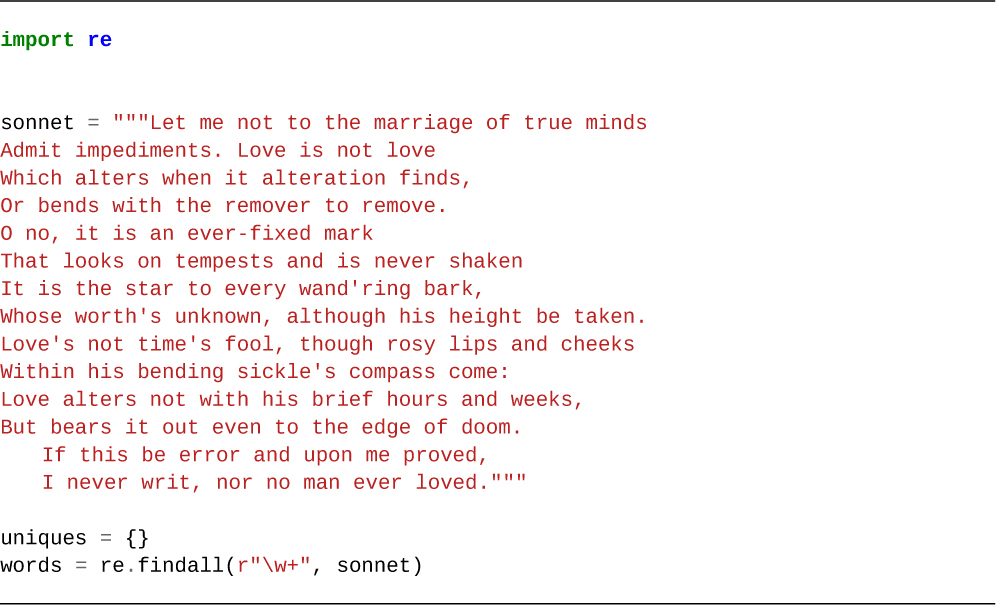 import re
sonnet = """Let me not to the marriage of true minds
Admit impediments. Love is not love
Which alters when it alteration finds,
Or bends with the remover to remove.
O no, it is an ever-fixed mark
That looks on tempests and is never shaken
It is the star to every wand'ring bark,
Whose worth's unknown, although his height be taken.
Love's not time's fool, though rosy lips and cheeks
Within his bending sickle's compass come:
Love alters not with his brief hours and weeks,
But bears it out even to the edge of doom.
If this be error and upon me proved,
I never writ, nor no man ever loved."""
uniques = {}
words = re.findall(r"\w+", sonnet)